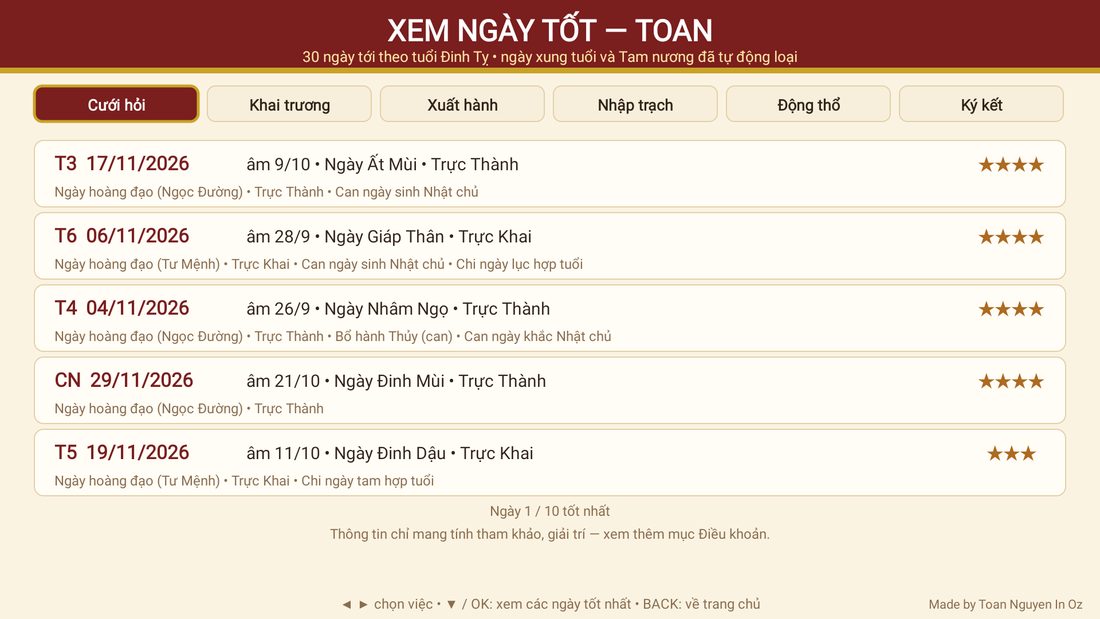 XEM NGÀY TỐT — TOAN
30 ngày tới theo tuổi Đinh Tỵ • ngày xung tuổi và Tam nương đã tự động loại
Cưới hỏi
Khai trương
Xuất hành
Nhập trạch
Động thổ
Ký kết
T3 17/11/2026 âm 9/10 • Ngày Ất Mùi • Trực Thành ★★★★
Ngày hoàng đạo (Ngọc Đường) • Trực Thành • Can ngày sinh Nhật chủ
T6 06/11/2026 âm 28/9 • Ngày Giáp Thân • Trực Khai ★★★★
Ngày hoàng đạo (Tư Mệnh) • Trực Khai • Can ngày sinh Nhật chủ • Chi ngày lục hợp tuổi
T4 04/11/2026 âm 26/9 • Ngày Nhâm Ngọ • Trực Thành ★★★★
Ngày hoàng đạo (Ngọc Đường) • Trực Thành • Bổ hành Thủy (can) • Can ngày khắc Nhật chủ
CN 29/11/2026 âm 21/10 • Ngày Đinh Mùi • Trực Thành ★★★★
Ngày hoàng đạo (Ngọc Đường) • Trực Thành
T5 19/11/2026 âm 11/10 • Ngày Đinh Dậu • Trực Khai ★★★
Ngày hoàng đạo (Tư Mệnh) • Trực Khai • Chi ngày tam hợp tuổi
Ngày 1 / 10 tốt nhất
Thông tin chỉ mang tính tham khảo, giải trí — xem thêm mục Điều khoản.
◄ ► chọn việc • ▼ / OK: xem các ngày tốt nhất • BACK: về trang chủ
Made by Toan Nguyen In Oz